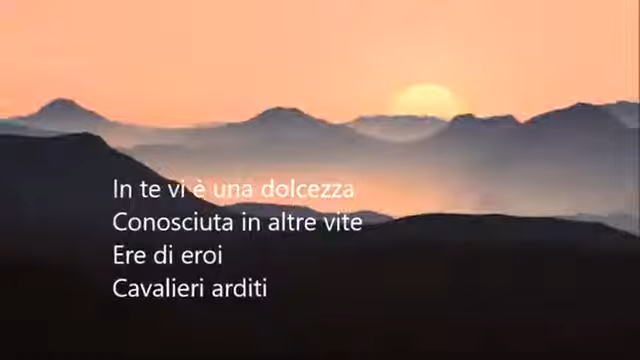 In te vi è una dolcezza
Conosciuta in altre vite
Ere di eroi
Cavalieri arditi